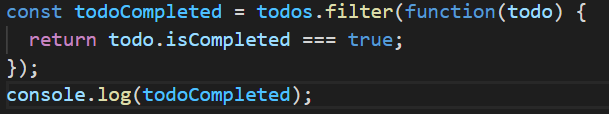 const todoCompleted = todos.filter(function(todo) {
  return todo.isCompleted === true;
});
console.log(todoCompleted);